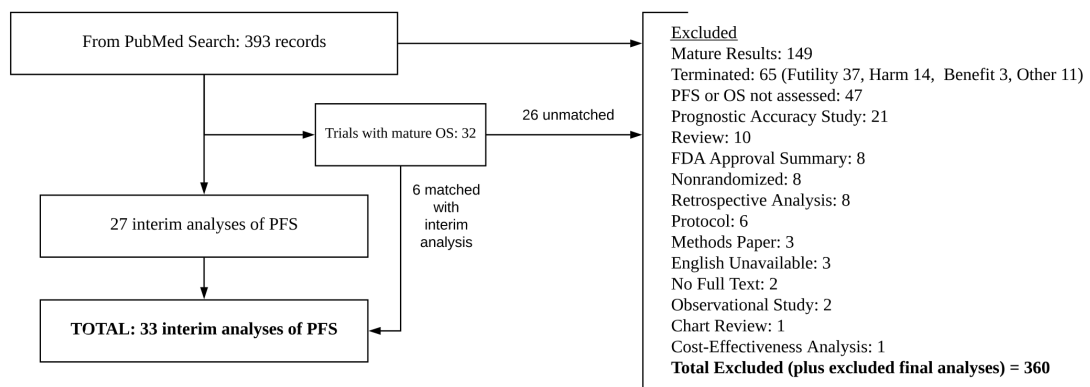 From PubMed Search: 393 records
Trials with mature OS: 32
26 unmatched
6 matched
with
interim
analysis
27 interim analyses of PFS
TOTAL: 33 interim analyses of PFS
Excluded
Mature Results: 149
Terminated: 65 (Futility 37, Harm 14, Benefit 3, Other 11)
PFS or OS not assessed: 47
Prognostic Accuracy Study: 21
Review: 10
FDA Approval Summary: 8
Nonrandomized: 8
Retrospective Analysis: 8
Protocol: 6
Methods Paper: 3
English Unavailable: 3
No Full Text: 2
Observational Study: 2
Chart Review: 1
Cost-Effectiveness Analysis: 1
Total Excluded (plus excluded final analyses) = 360